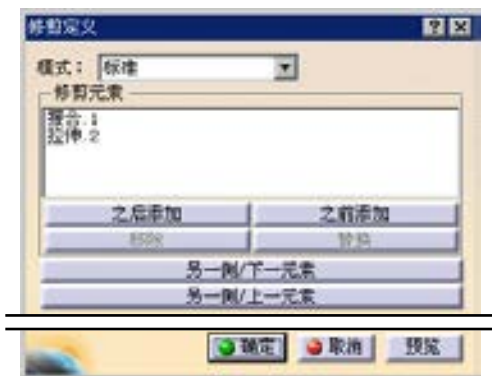 修剪定义
模式： 标准
修剪元素
接合.1
拉伸.2
之后添加 之前添加
移除 替换
另一侧/下一元素
另一侧/上一元素
确定 取消 预览